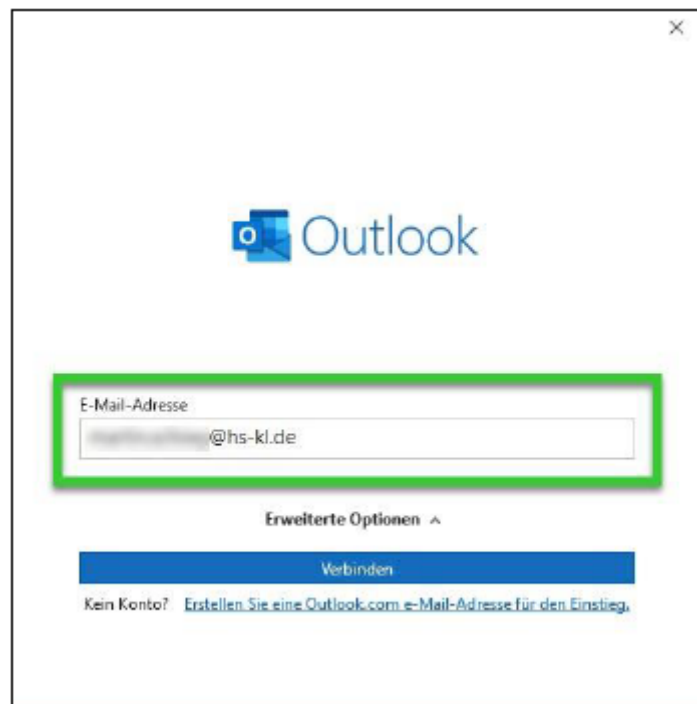 Outlook
E-Mail-Adresse
@hs-kl.de
Erweiterte Optionen
Verbinden
Kein Konto? Erstellen Sie eine Outlook.com e-Mail-Adresse für den Einstieg.